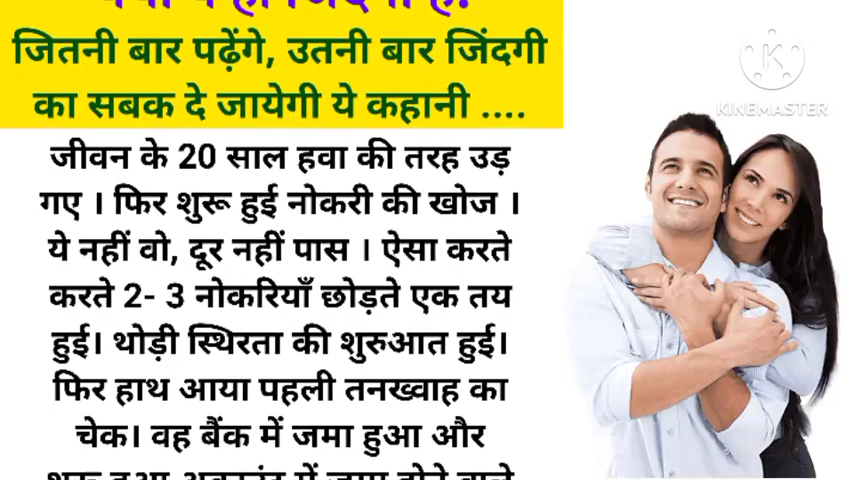 जितनी बार पढ़ेंगे, उतनी बार जिंदगी
का सबक दे जायेगी ये कहानी ....
जीवन के 20 साल हवा की तरह उड़
गए । फिर शुरू हुई नोकरी की खोज ।
ये नहीं वो, दूर नहीं पास । ऐसा करते
करते 2- 3 नोकरियाँ छोड़ते एक तय
हुई। थोड़ी स्थिरता की शुरुआत हुई।
फिर हाथ आया पहली तनख्वाह का
चेक। वह बैंक में जमा हुआ और
K
KINEMASTER